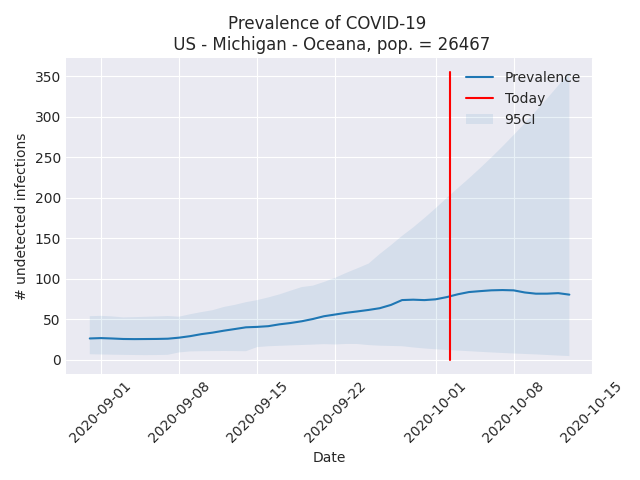 Prevalence of COVID-19
US - Michigan - Oceana, pop. = 26467
350
300
250
200
150
100
50
0
# undetected infections
Prevalence
Today
95CI
2020-09-01
2020-09-08
2020-09-15
2020-09-22
2020-10-01
2020-10-08
2020-10-15
Date